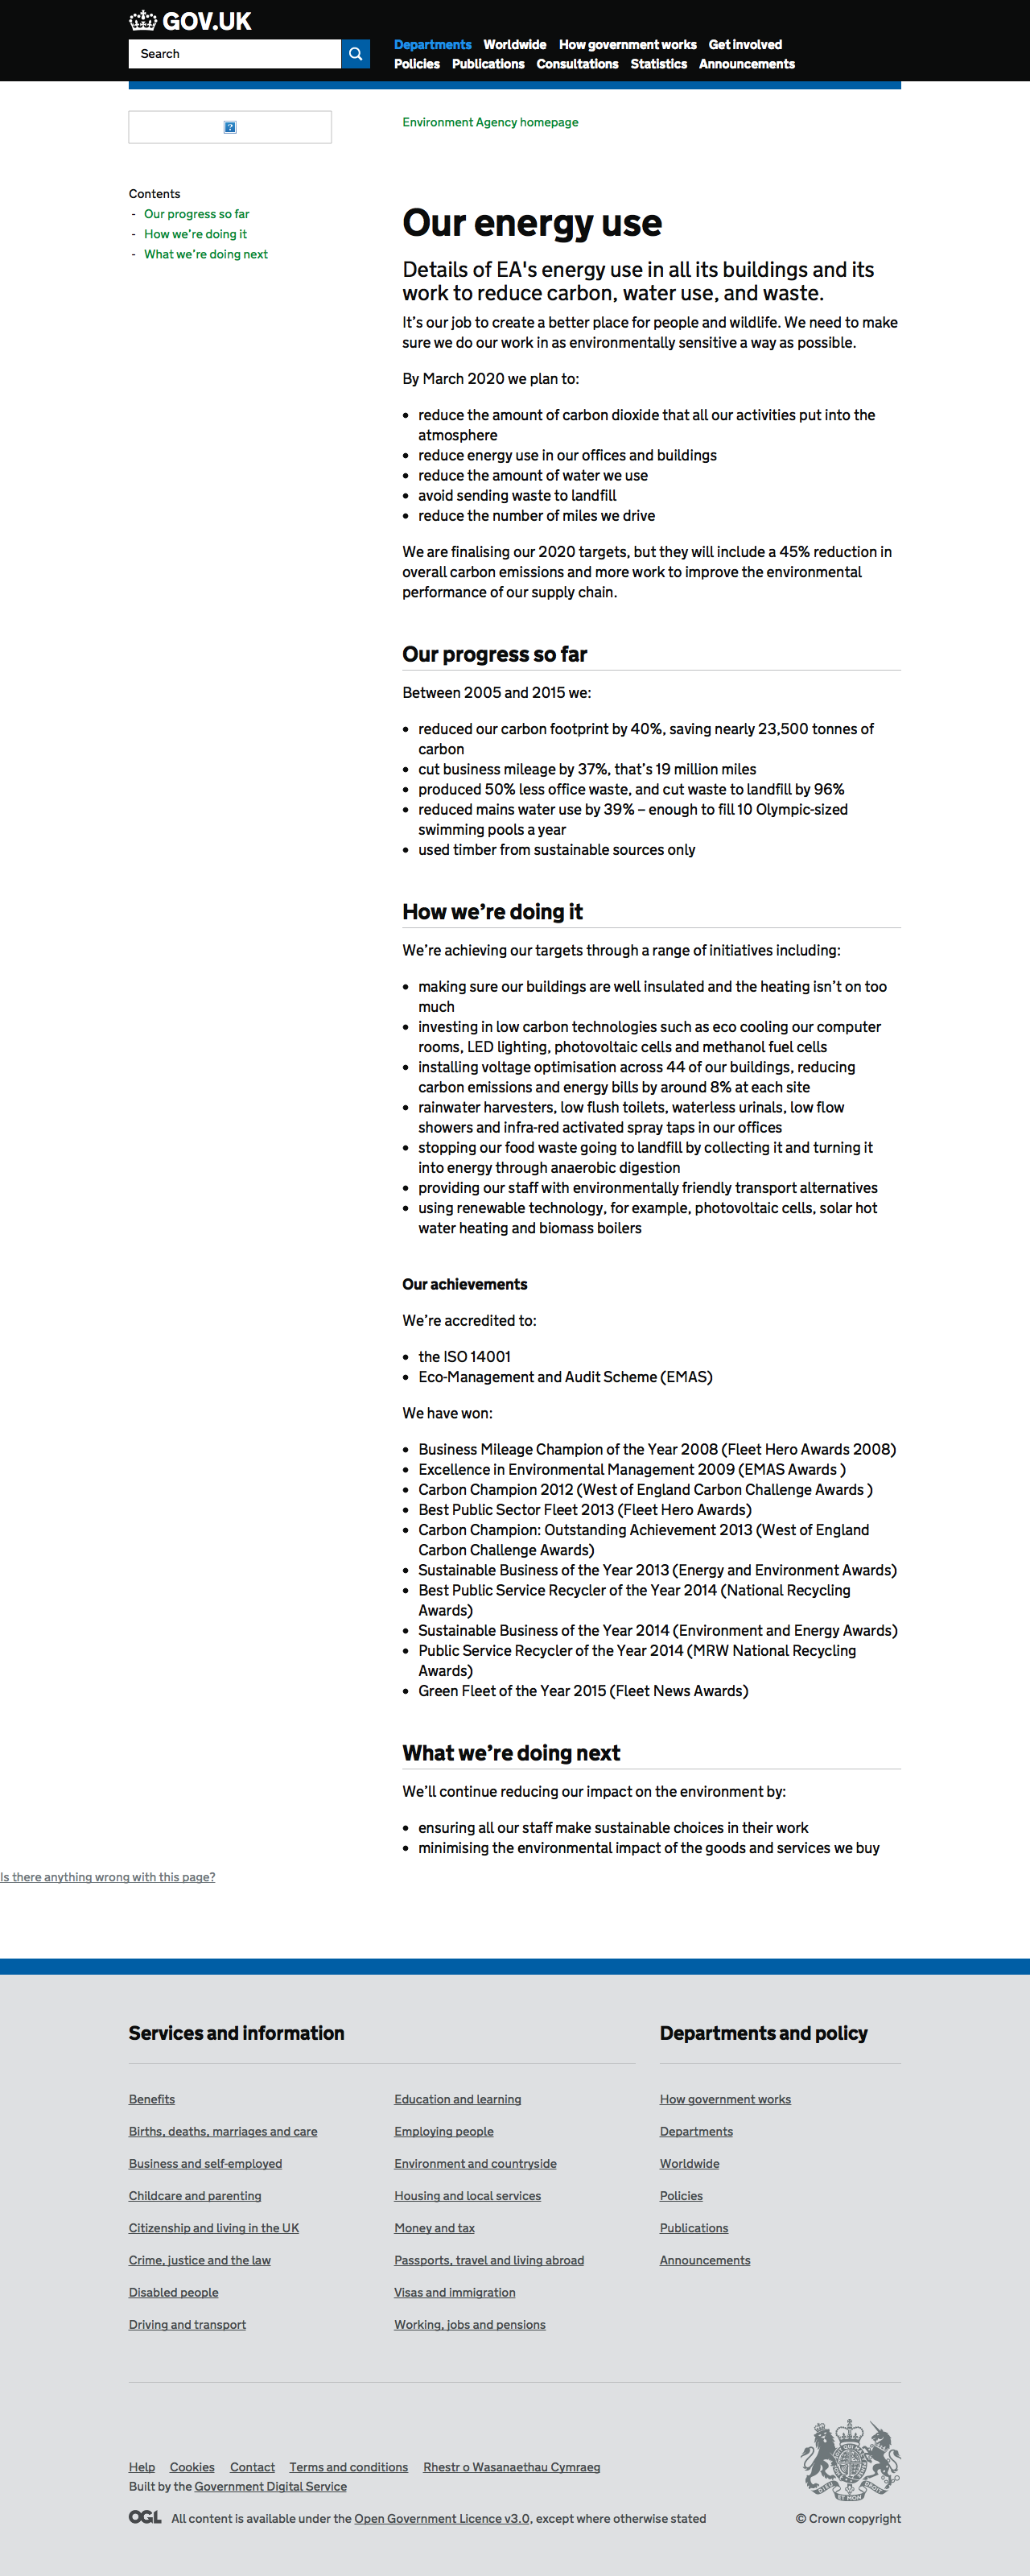 GOV.UK
Search
Departments Worldwide How government works Get involved
Policies Publications Consultations Statistics Announcements
Environment Agency homepage
Contents
- Our progress so far
- How we’re doing it
- What we’re doing next
Our energy use
Details of EA's energy use in all its buildings and its
work to reduce carbon, water use, and waste.
It’s our job to create a better place for people and wildlife. We need to make
sure we do our work in as environmentally sensitive a way as possible.
By March 2020 we plan to:
• reduce the amount of carbon dioxide that all our activities put into the
atmosphere
• reduce energy use in our offices and buildings
• reduce the amount of water we use
• avoid sending waste to landfill
• reduce the number of miles we drive
We are finalising our 2020 targets, but they will include a 45% reduction in
overall carbon emissions and more work to improve the environmental
performance of our supply chain.
Our progress so far
Between 2005 and 2015 we:
• reduced our carbon footprint by 40%, saving nearly 23,500 tonnes of
carbon
• cut business mileage by 37%, that’s 19 million miles
• produced 50% less office waste, and cut waste to landfill by 96%
• reduced mains water use by 39% – enough to fill 10 Olympic-sized
swimming pools a year
• used timber from sustainable sources only
How we’re doing it
We’re achieving our targets through a range of initiatives including:
• making sure our buildings are well insulated and the heating isn’t on too
much
• investing in low carbon technologies such as eco cooling our computer
rooms, LED lighting, photovoltaic cells and methanol fuel cells
• installing voltage optimisation across 44 of our buildings, reducing
carbon emissions and energy bills by around 8% at each site
• rainwater harvesters, low flush toilets, waterless urinals, low flow
showers and infra-red activated spray taps in our offices
• stopping our food waste going to landfill by collecting it and turning it
into energy through anaerobic digestion
• providing our staff with environmentally friendly transport alternatives
• using renewable technology, for example, photovoltaic cells, solar hot
water heating and biomass boilers
Our achievements
We’re accredited to:
• the ISO 14001
• Eco-Management and Audit Scheme (EMAS)
We have won:
• Business Mileage Champion of the Year 2008 (Fleet Hero Awards 2008)
• Excellence in Environmental Management 2009 (EMAS Awards )
• Carbon Champion 2012 (West of England Carbon Challenge Awards )
• Best Public Sector Fleet 2013 (Fleet Hero Awards)
• Carbon Champion: Outstanding Achievement 2013 (West of England
Carbon Challenge Awards)
• Sustainable Business of the Year 2013 (Energy and Environment Awards)
• Best Public Service Recycler of the Year 2014 (National Recycling
Awards)
• Sustainable Business of the Year 2014 (Environment and Energy Awards)
• Public Service Recycler of the Year 2014 (MRW National Recycling
Awards)
• Green Fleet of the Year 2015 (Fleet News Awards)
What we’re doing next
We’ll continue reducing our impact on the environment by:
• ensuring all our staff make sustainable choices in their work
• minimising the environmental impact of the goods and services we buy
Is there anything wrong with this page?
Services and information
Benefits
Births, deaths, marriages and care
Business and self-employed
Childcare and parenting
Citizenship and living in the UK
Crime, justice and the law
Disabled people
Driving and transport
Education and learning
Employing people
Environment and countryside
Housing and local services
Money and tax
Passports, travel and living abroad
Visas and immigration
Working, jobs and pensions
Departments and policy
How government works
Departments
Worldwide
Policies
Publications
Announcements
Help Cookies Contact Terms and conditions Rhestr o Wasanaethau Cymraeg
Built by the Government Digital Service
OGL All content is available under the Open Government Licence v3.0, except where otherwise stated
© Crown copyright